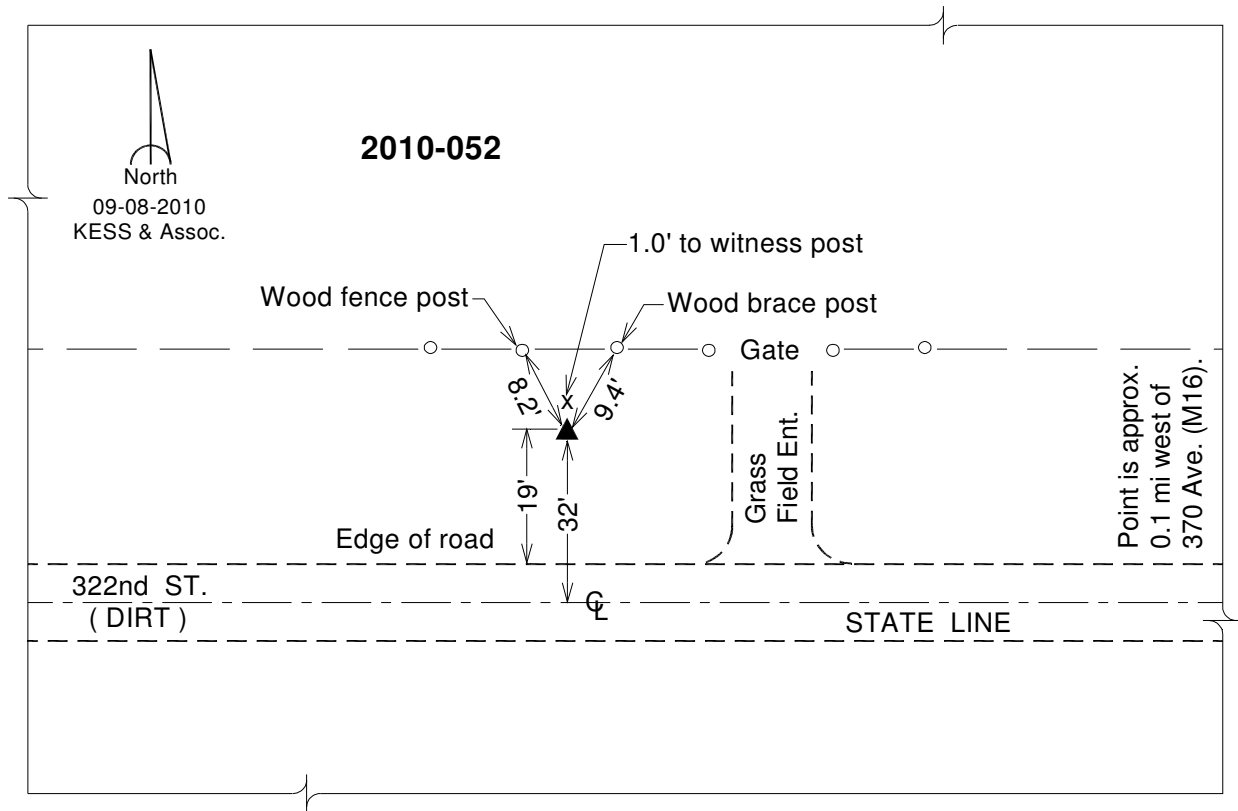 2010-052
North
09-08-2010
KESS & Assoc.
1.0' to witness post
Wood fence post
Wood brace post
Gate
8.2'
x
9.4'
19'
32'
Grass
Field Ent.
Point is approx.
0.1 mi west of
370 Ave. (M16).
Edge of road
322nd ST.
( DIRT )
CL
STATE LINE